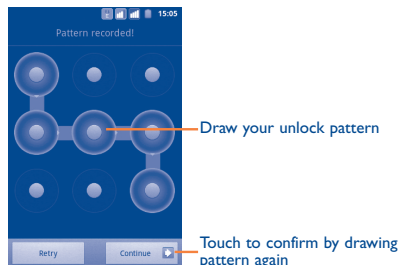 15:05
Pattern recorded!
Draw your unlock pattern
Retry
Continue
Touch to confirm by drawing
pattern again